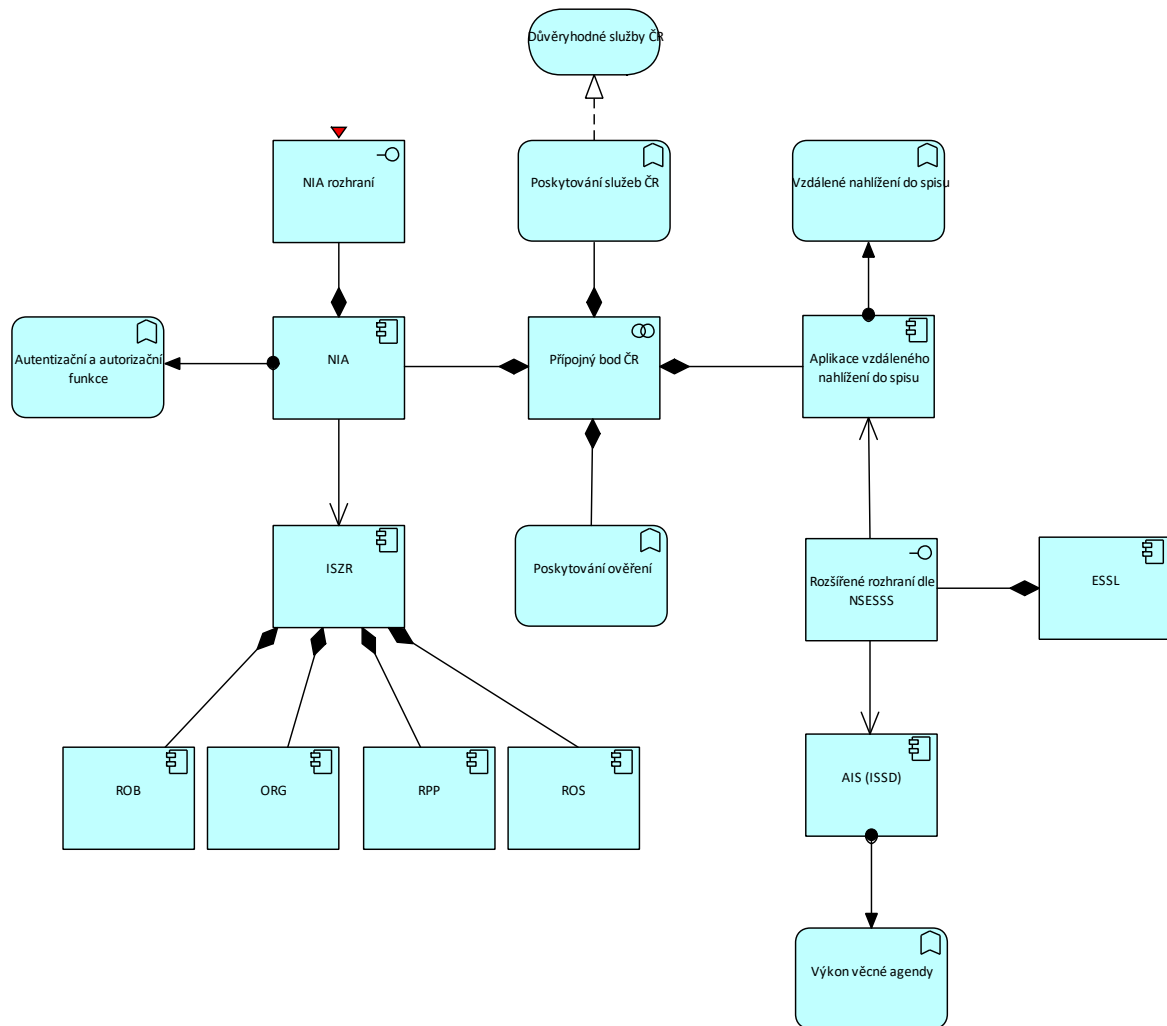 Důvěryhodné služby ČR
NIA rozhraní
Poskytování služeb ČR
Vzdálené nahlížení do spisu
Autentizační a autorizační
funkce
NIA
Přípojný bod ČR
Aplikace vzdáleného
nahlížení do spisu
ISZR
Poskytování ověření
Rozšířené rozhraní dle
NSESSS
ESSL
ROB
ORG
RPP
ROS
AIS (ISSD)
Výkon věcné agendy